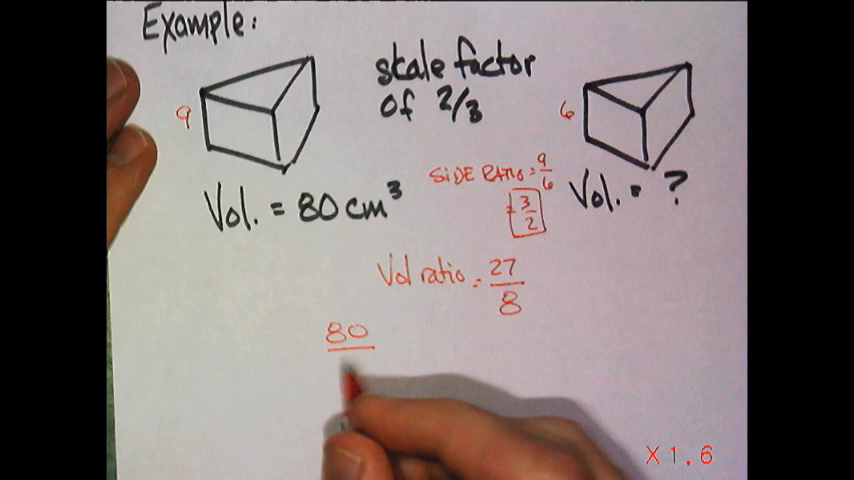 Example:
scale factor
of 2/3
9
6
SIDE RATIO = 9/6
= 3/2
Vol. = 80 cm³
Vol. = ?
Vol ratio = 27/8
80
X1.6